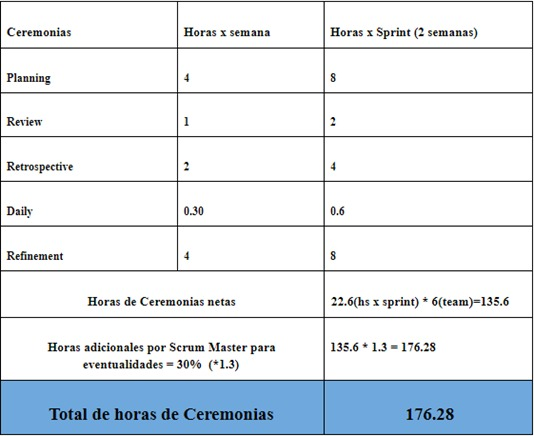 Ceremonias Horas x semana Horas x Sprint (2 semanas)
Planning 4 8
Review 1 2
Retrospective 2 4
Daily 0.30 0.6
Refinement 4 8
Horas de Ceremonias netas 22.6(hs x sprint) * 6(team)=135.6
Horas adicionales por Scrum Master para 135.6 * 1.3 = 176.28
eventualidades = 30% (*1.3)
Total de horas de Ceremonias 176.28